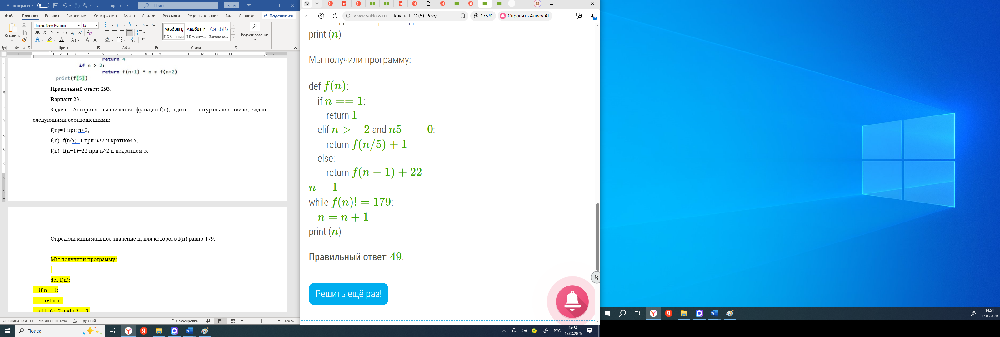 Автосохранение
проект
Поиск
Вход
Файл Главная Вставка Рисование Конструктор Макет Ссылки Рассылки Рецензирование Вид Справка Поделиться
Вставить
Times New Roman 12
Ж К Ч ab x₂ x²
АаБбВвГг, АаБбВвГг, АаБбВв
¶ Обычный ¶ Без инте... Заголово...
Редактирование
Буфер обмена Шрифт Абзац Стили
return 4
if n > 2:
return f(n-1) * n + f(n-2)
print(f(5))
Правильный ответ: 293.
Вариант 23.
Задача. Алгоритм вычисления функции f(n), где n — натуральное число, задан
следующими соотношениями:
f(n)=1 при n<2,
f(n)=f(n/5)+1 при n≥2 и кратном 5,
f(n)=f(n−1)+22 при n≥2 и некратном 5.
Определи минимальное значение n, для которого f(n) равно 179.
Мы получили программу:
def f(n):
if n==1:
return 1
elif n>=2 and n5==0:
Страница 10 из 14 Число слов: 1298 русский Фокусировка 120 %
Поиск
13
www.yaklass.ru Как на ЕГЭ (5). Реку... 175 % Спросить Алису AI
print (n)
Мы получили программу:
def f(n):
if n == 1:
return 1
elif n >= 2 and n5 == 0:
return f(n/5) + 1
else:
return f(n − 1) + 22
n = 1
while f(n)! = 179:
n = n + 1
print (n)
Правильный ответ: 49.
Решить ещё раз!
РУС
14:54
17.03.2026
14:54
17.03.2026